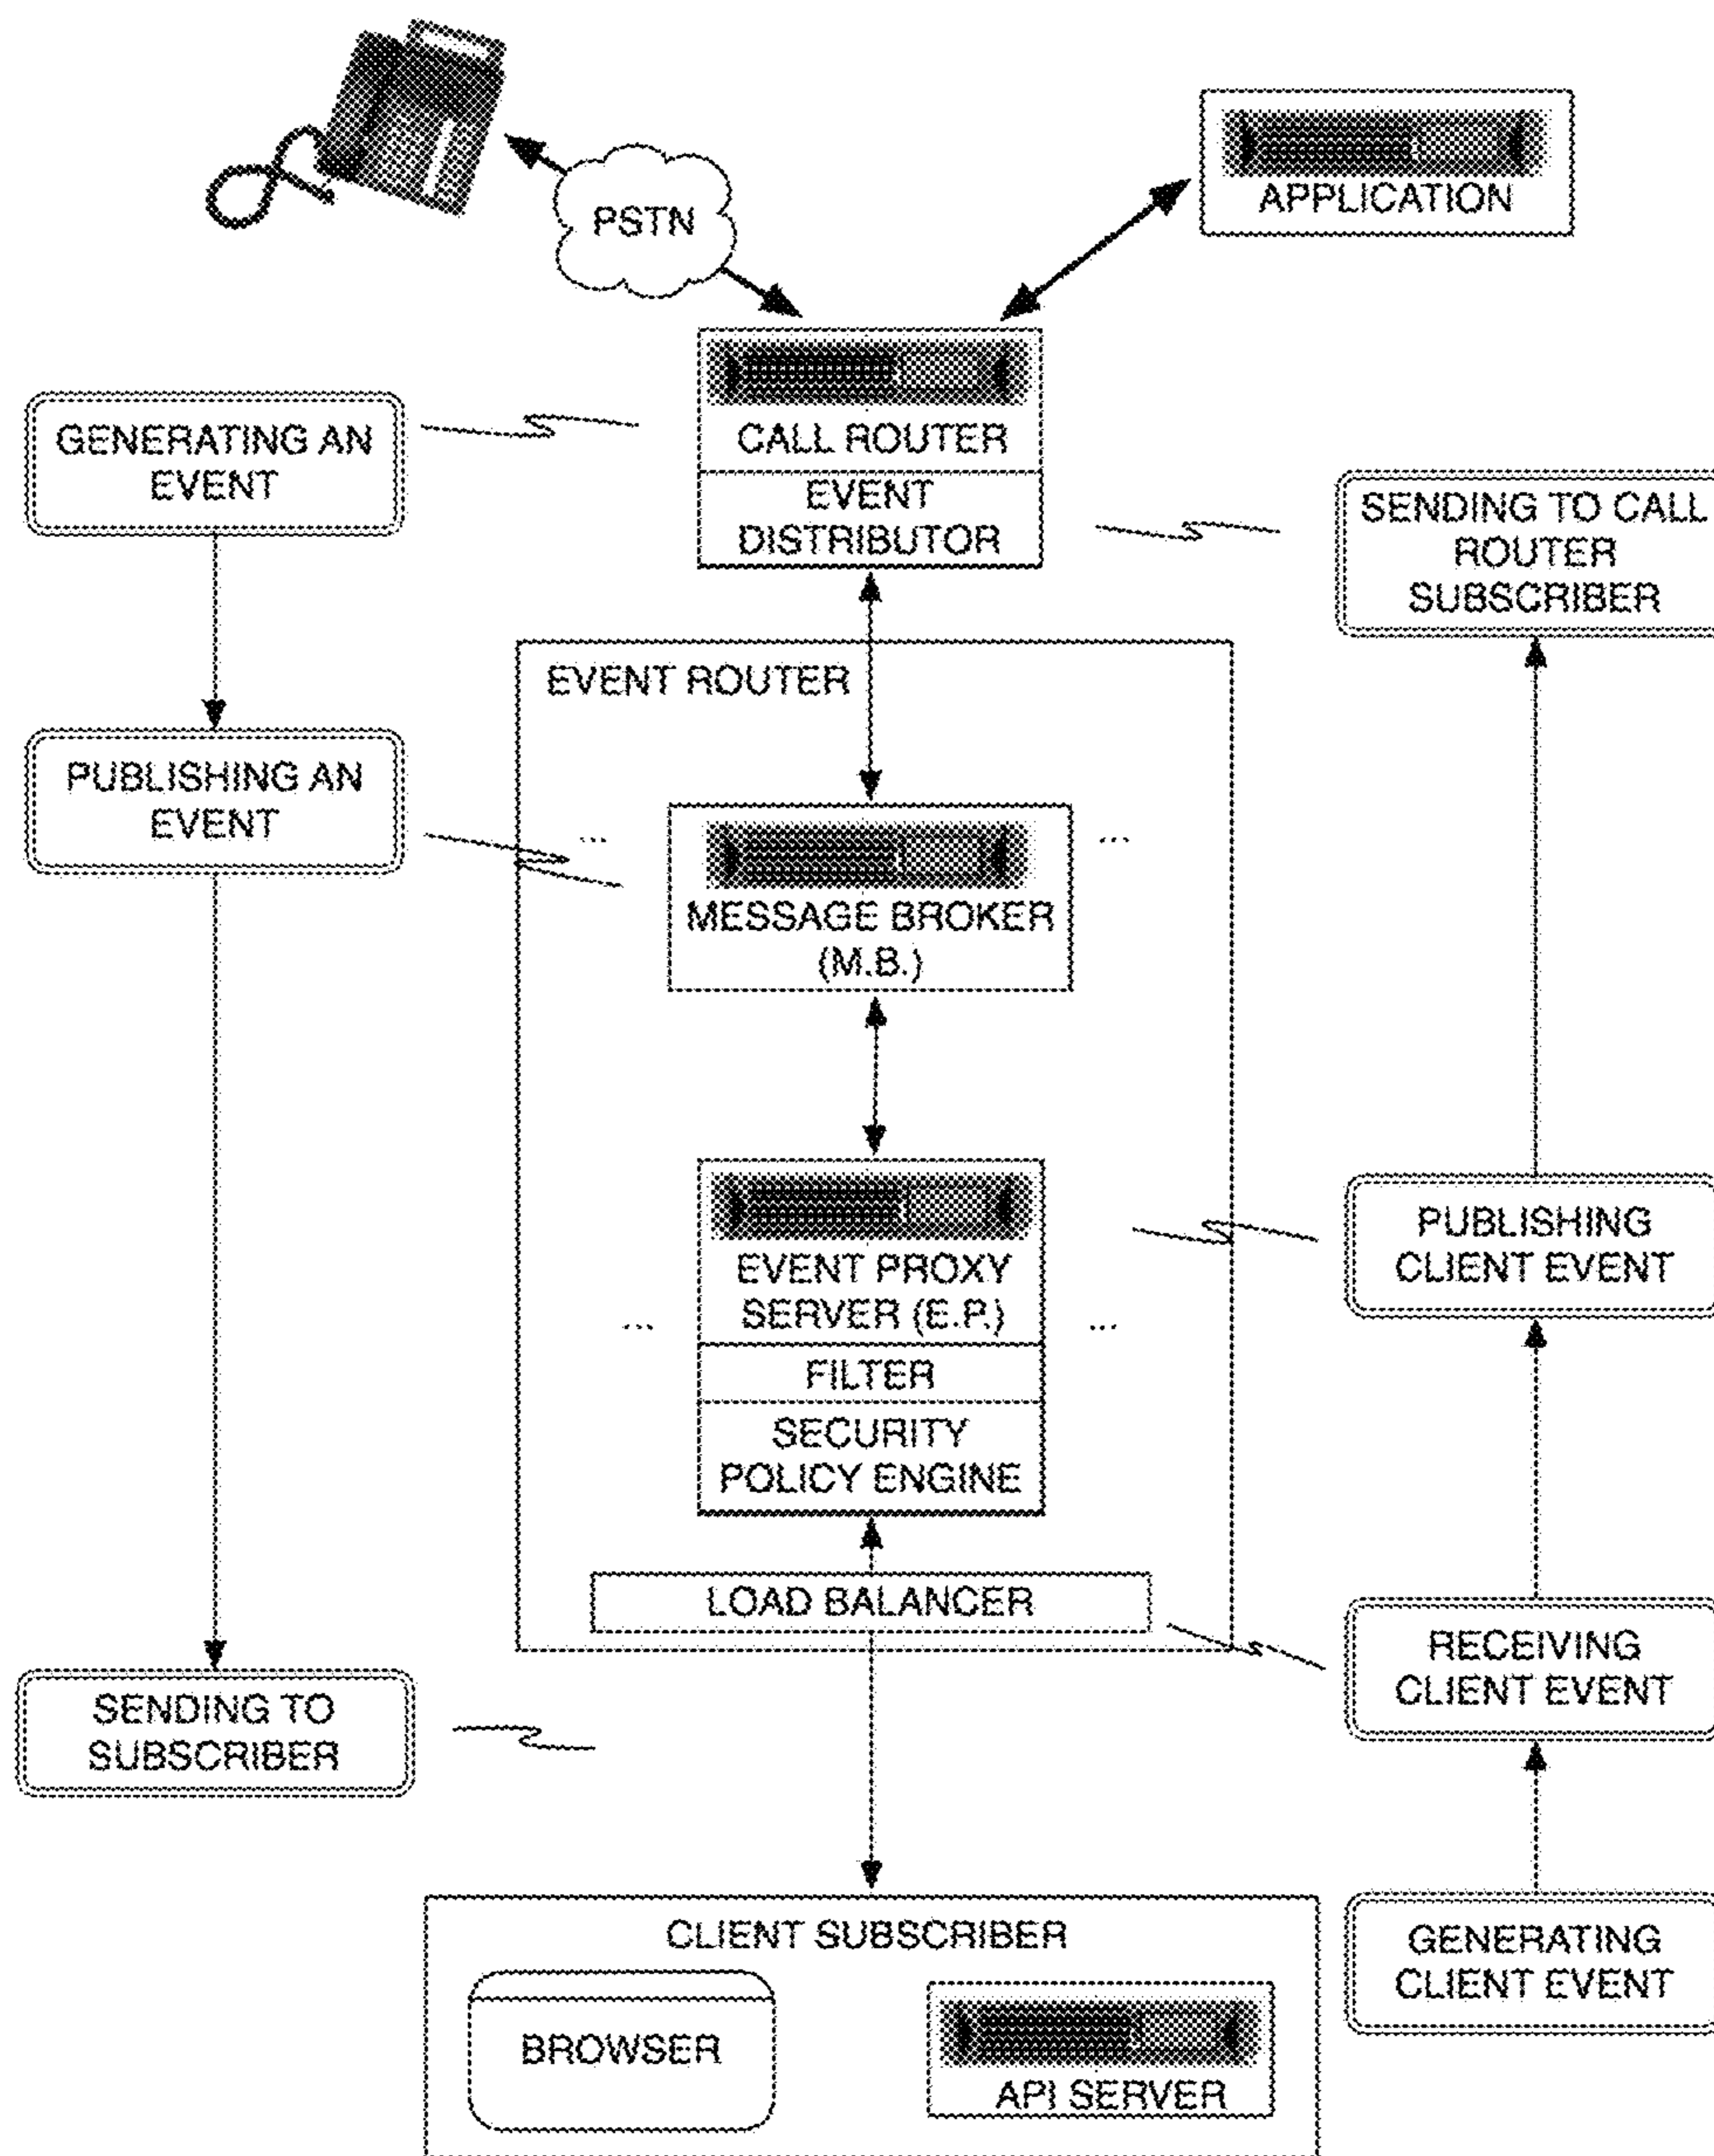 PSTN
APPLICATION
CALL ROUTER
EVENT
DISTRIBUTOR
GENERATING AN
EVENT
SENDING TO CALL
ROUTER
SUBSCRIBER
EVENT ROUTER
PUBLISHING AN
EVENT
...
...
MESSAGE BROKER
(M.B.)
EVENT PROXY
SERVER (E.P.)
...
...
FILTER
SECURITY
POLICY ENGINE
PUBLISHING
CLIENT EVENT
LOAD BALANCER
RECEIVING
CLIENT EVENT
SENDING TO
SUBSCRIBER
CLIENT SUBSCRIBER
BROWSER
API SERVER
GENERATING
CLIENT EVENT